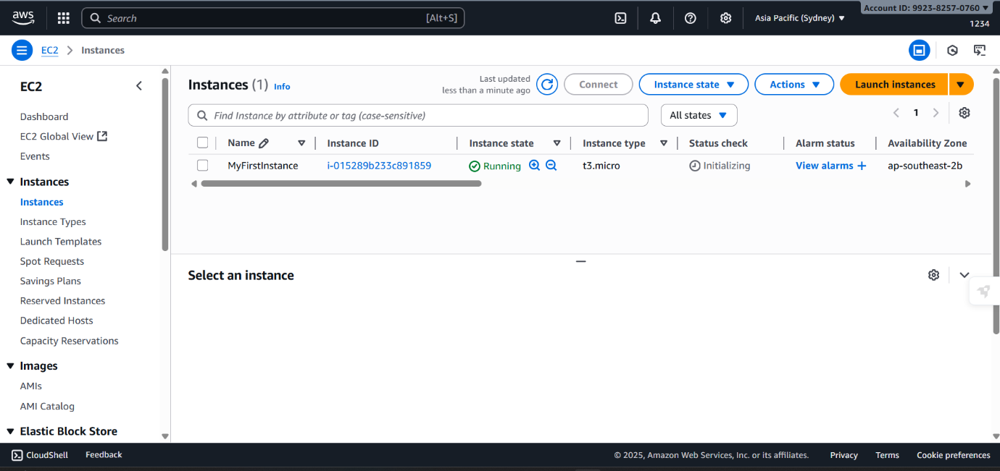 aws
Search [Alt+S]
Asia Pacific (Sydney)
Account ID: 9923-8257-0760
1234
EC2 Instances
EC2
Dashboard
EC2 Global View
Events
Instances
Instances
Instance Types
Launch Templates
Spot Requests
Savings Plans
Reserved Instances
Dedicated Hosts
Capacity Reservations
Images
AMIs
AMI Catalog
Elastic Block Store
Instances (1) Info
Last updated
less than a minute ago
Connect Instance state Actions Launch instances
Find Instance by attribute or tag (case-sensitive) All states 1
Name Instance ID Instance state Instance type Status check Alarm status Availability Zone
MyFirstInstance i-015289b233c891859 Running t3.micro Initializing View alarms + ap-southeast-2b
Select an instance
CloudShell Feedback © 2025, Amazon Web Services, Inc. or its affiliates. Privacy Terms Cookie preferences